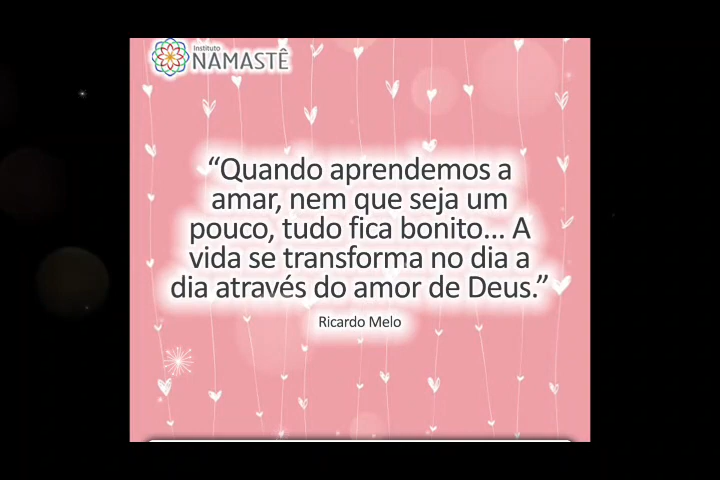 Instituto
NAMASTÊ
“Quando aprendemos a
amar, nem que seja um
pouco, tudo fica bonito... A
vida se transforma no dia a
dia através do amor de Deus.”
Ricardo Melo